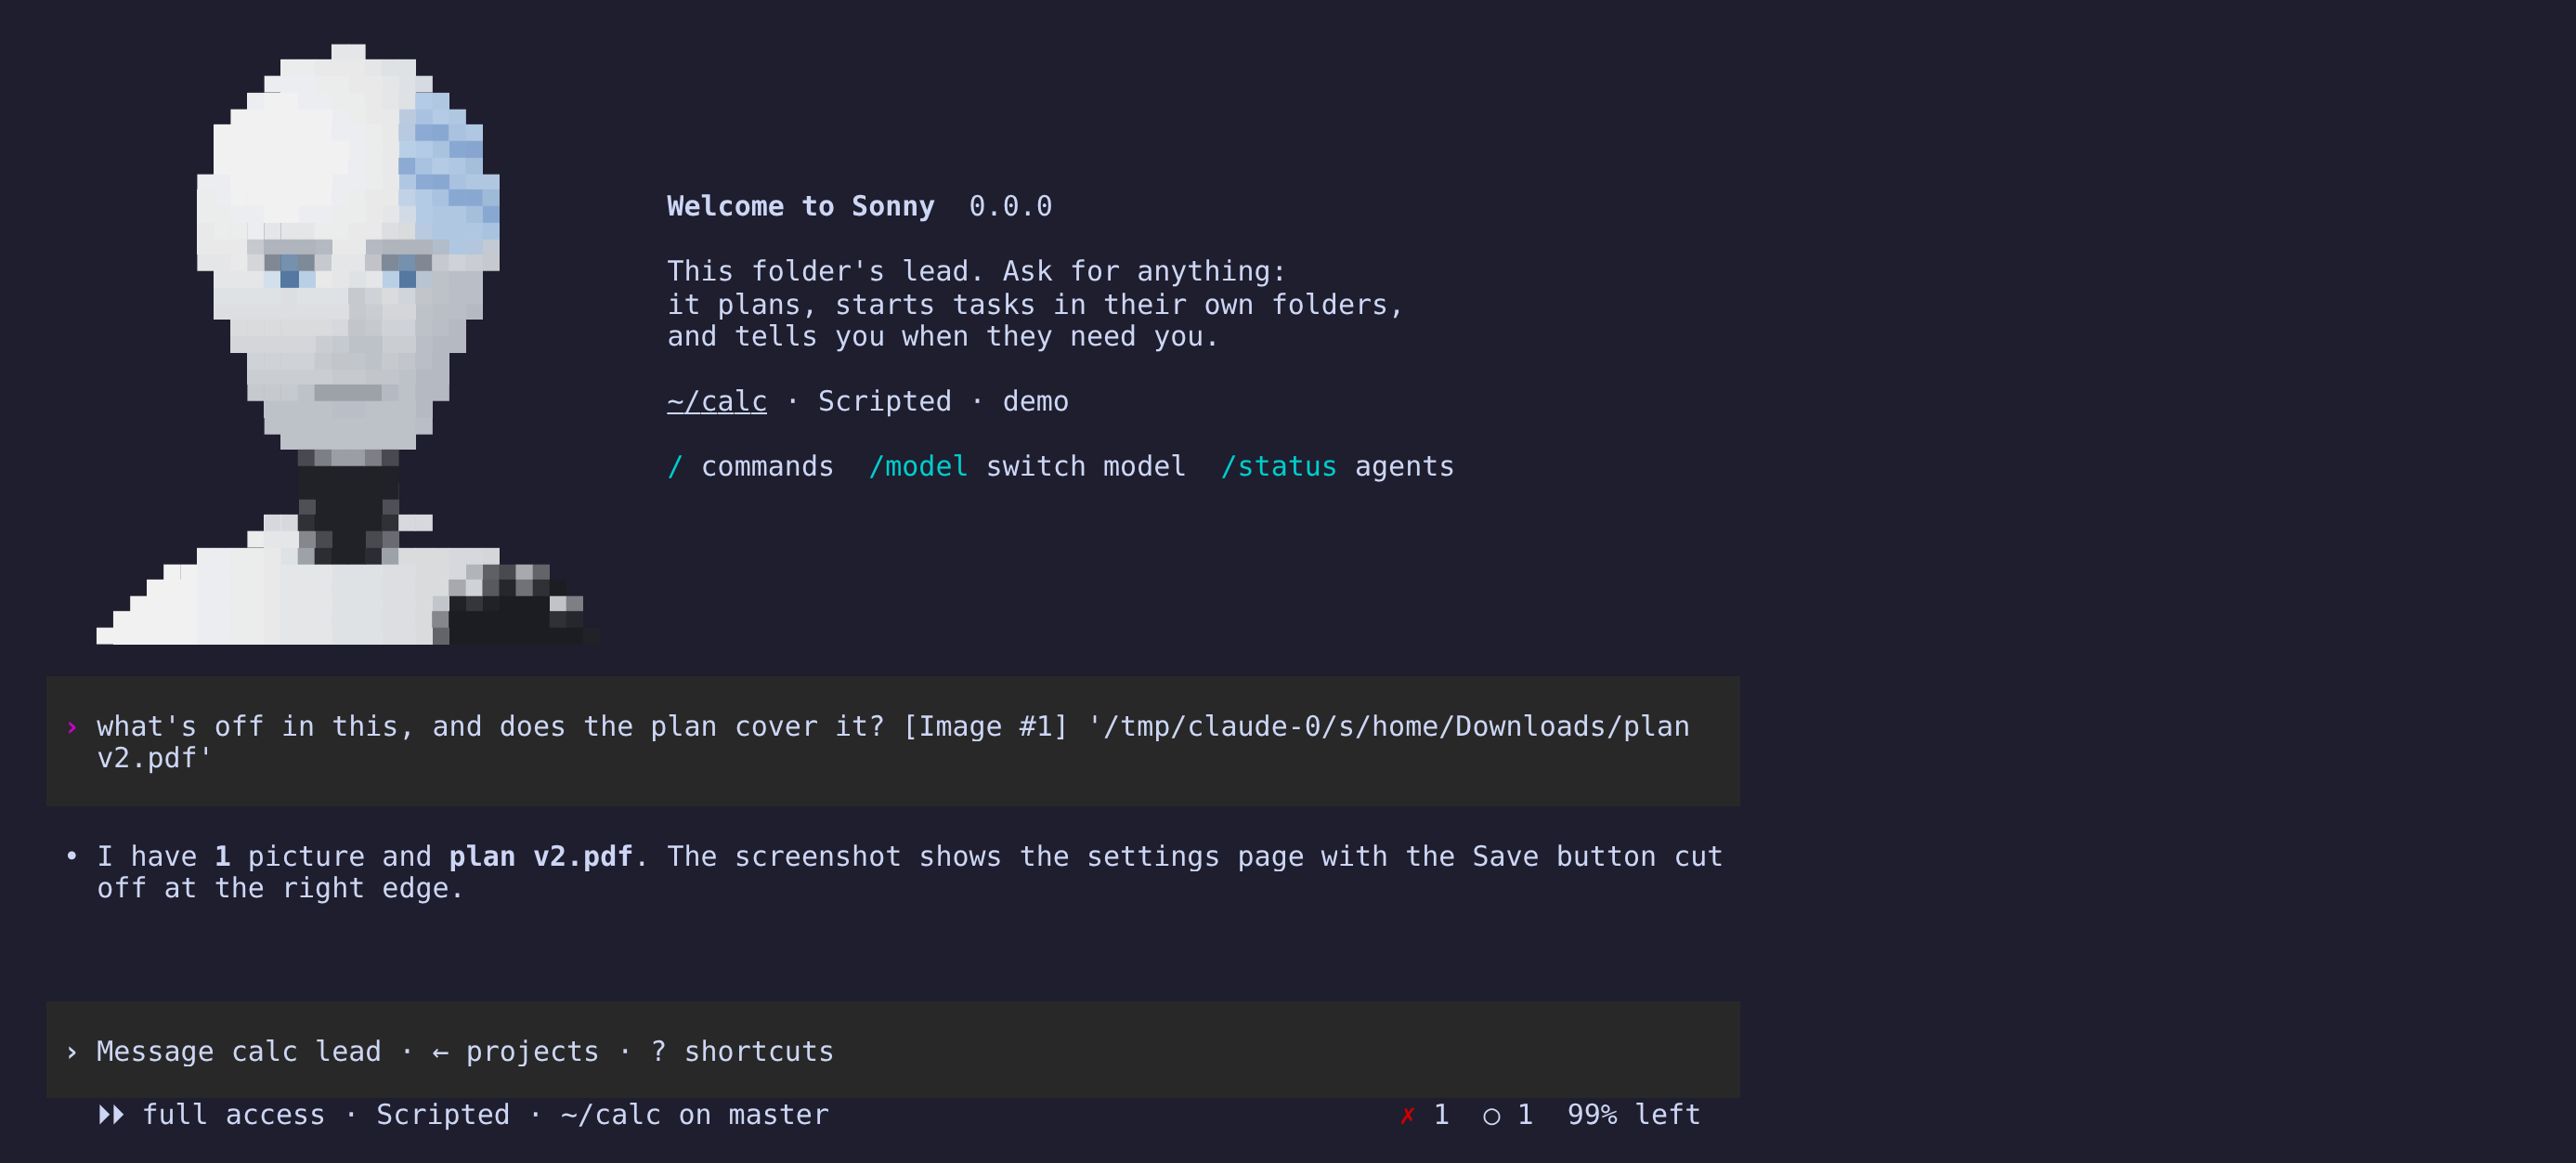 Welcome to Sonny  0.0.0
This folder's lead. Ask for anything:
it plans, starts tasks in their own folders,
and tells you when they need you.
~/calc · Scripted · demo
/ commands  /model switch model  /status agents
› what's off in this, and does the plan cover it? [Image #1] '/tmp/claude-0/s/home/Downloads/plan
v2.pdf'
• I have 1 picture and plan v2.pdf. The screenshot shows the settings page with the Save button cut
off at the right edge.
› Message calc lead · ← projects · ? shortcuts
⏵⏵ full access · Scripted · ~/calc on master  ✗ 1  ○ 1  99% left